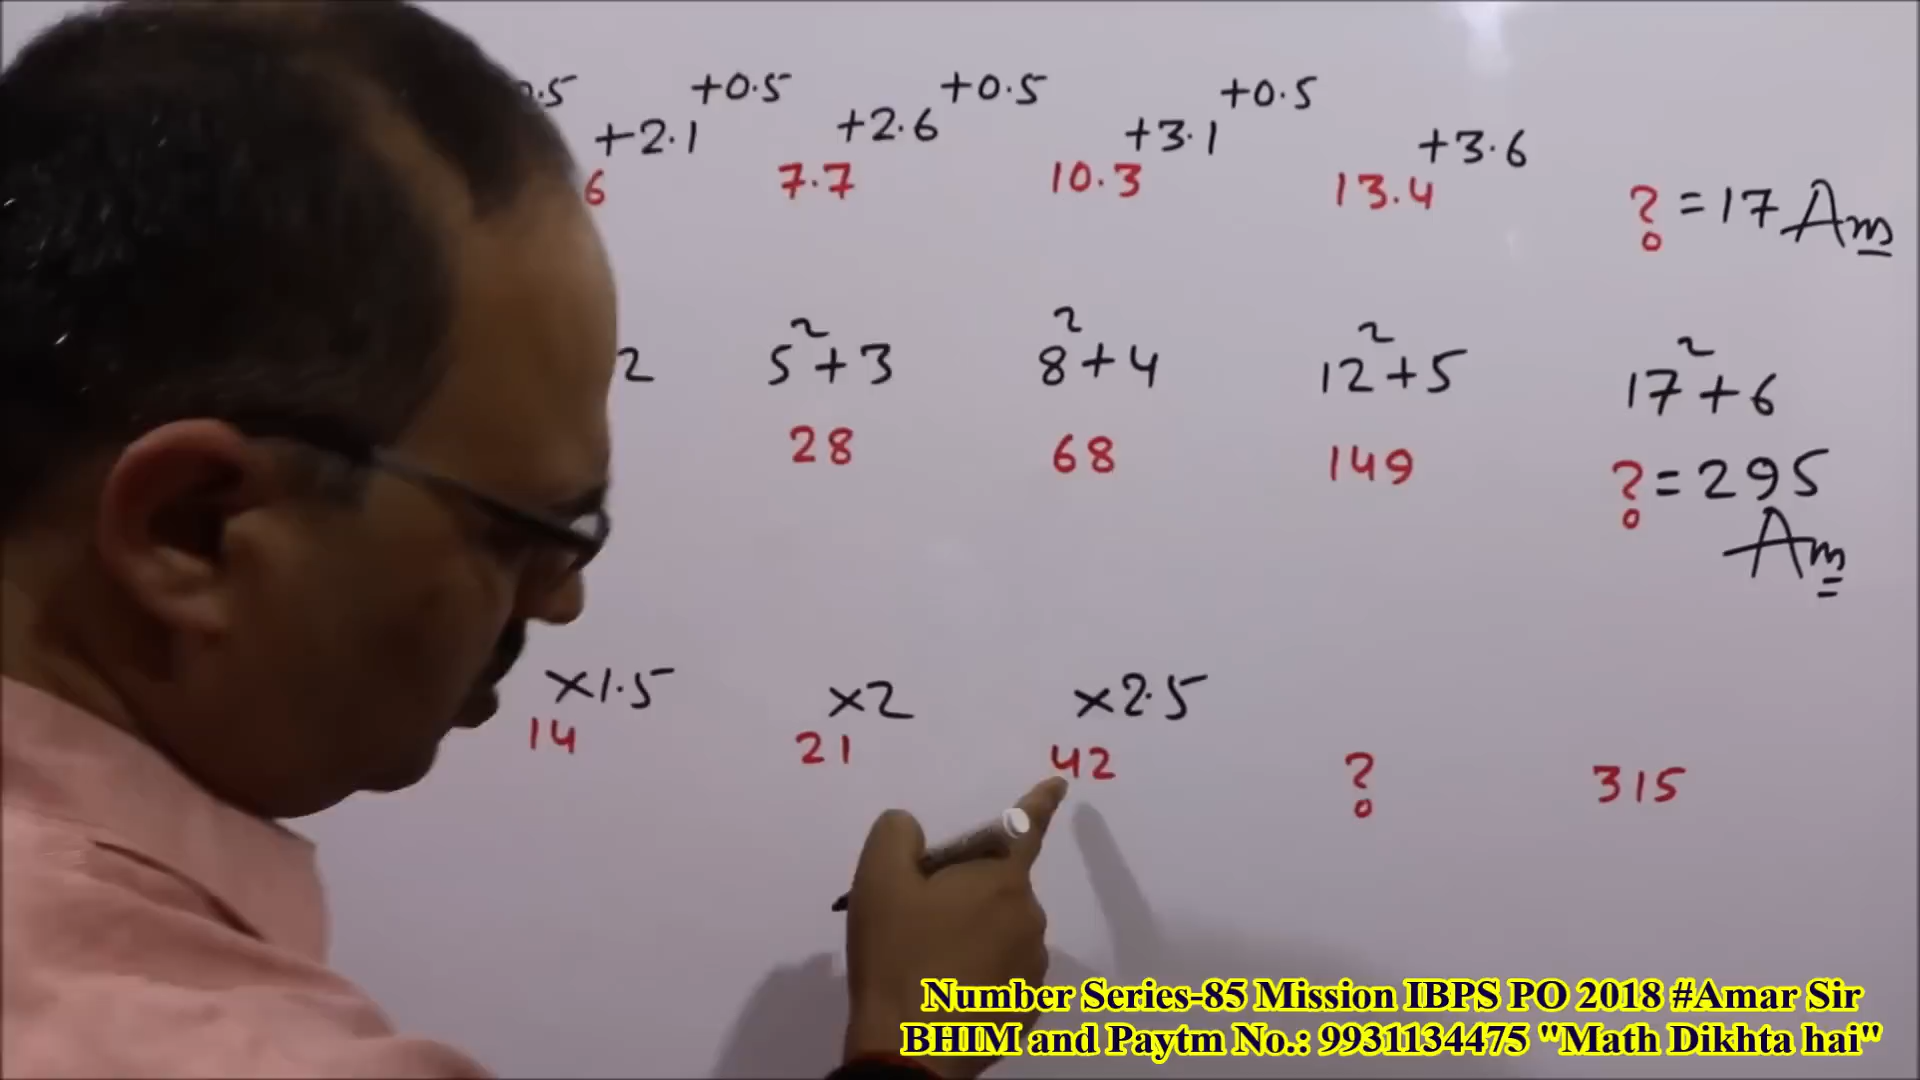 .5 +0.5 +0.5 +0.5
+2.1 +2.6 +3.1 +3.6
6 7.7 10.3 13.4 ? = 17 Ans
2 5²+3 8²+4 12²+5 17²+6
28 68 149 ? = 295
Ans
×1.5 ×2 ×2.5
14 21 42 ? 315
Number Series-85 Mission IBPS PO 2018 #Amar Sir
BHIM and Paytm No.: 9931134475 "Math Dikhta hai"